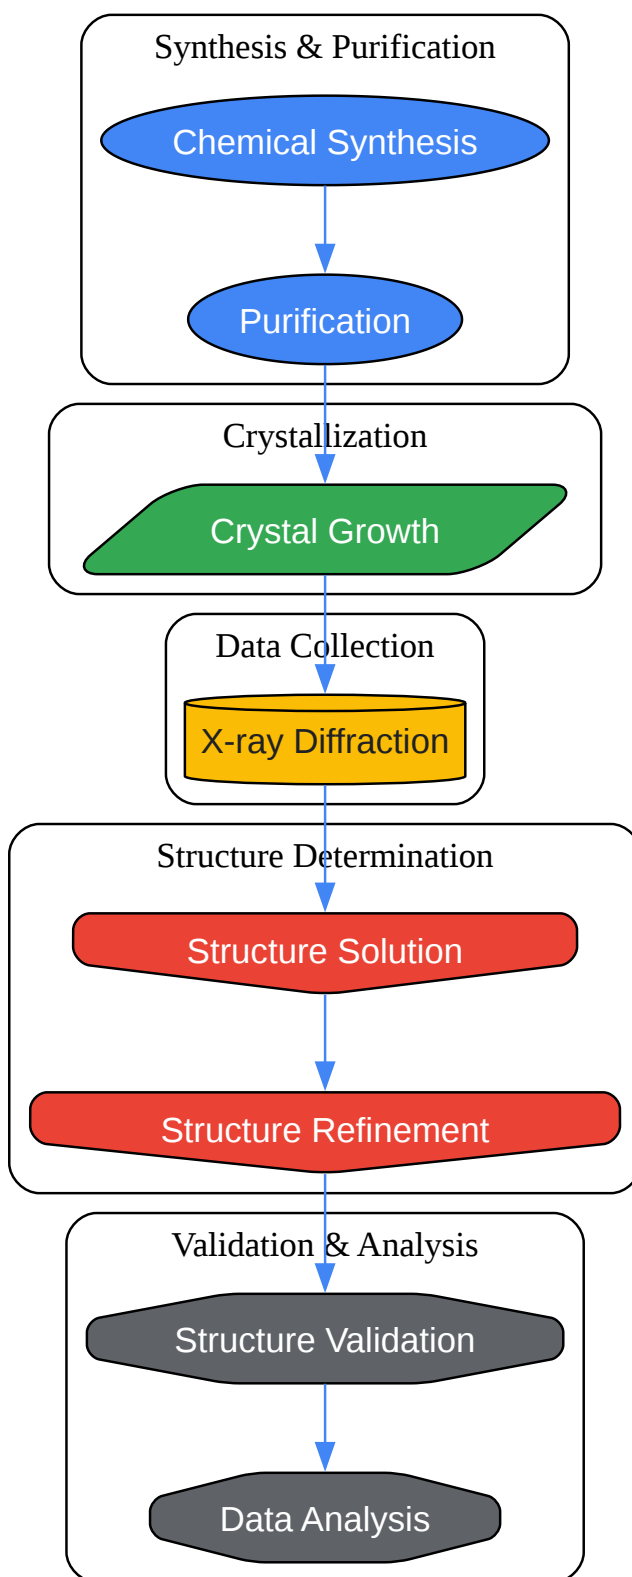 Synthesis & Purification
Chemical Synthesis
Purification
Crystallization
Crystal Growth
Data Collection
X-ray Diffraction
Structure Determination
Structure Solution
Structure Refinement
Validation & Analysis
Structure Validation
Data Analysis